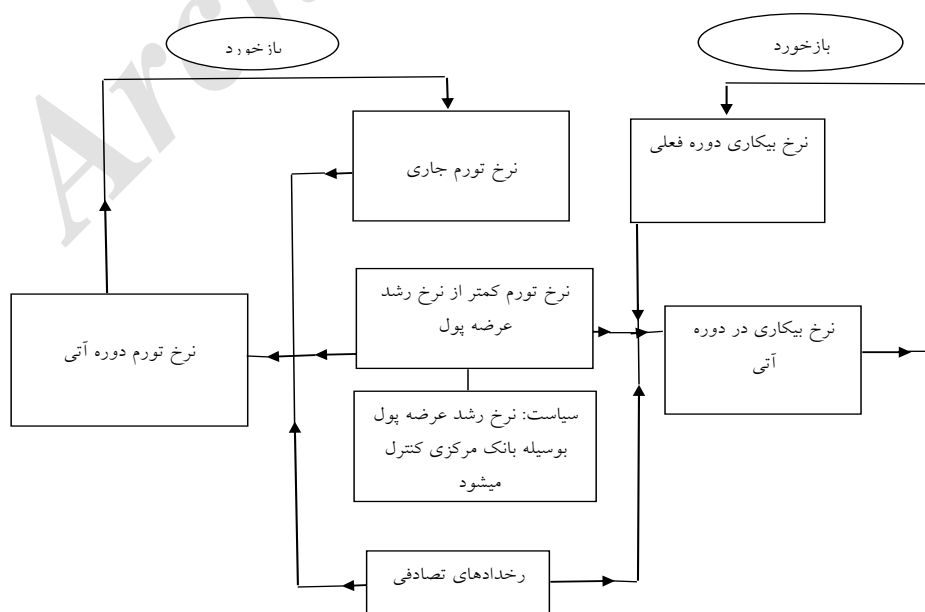 بازخورد
بازخورد
نرخ بیکاری دوره فعلی
نرخ تورم جاری
نرخ تورم کمتر از نرخ رشد
عرضه پول
نرخ بیکاری در دوره
آتی
نرخ تورم دوره آتی
سیاست: نرخ رشد عرضه پول
بوسیله بانک مرکزی کنترل
میشود
رخدادهای تصادفی